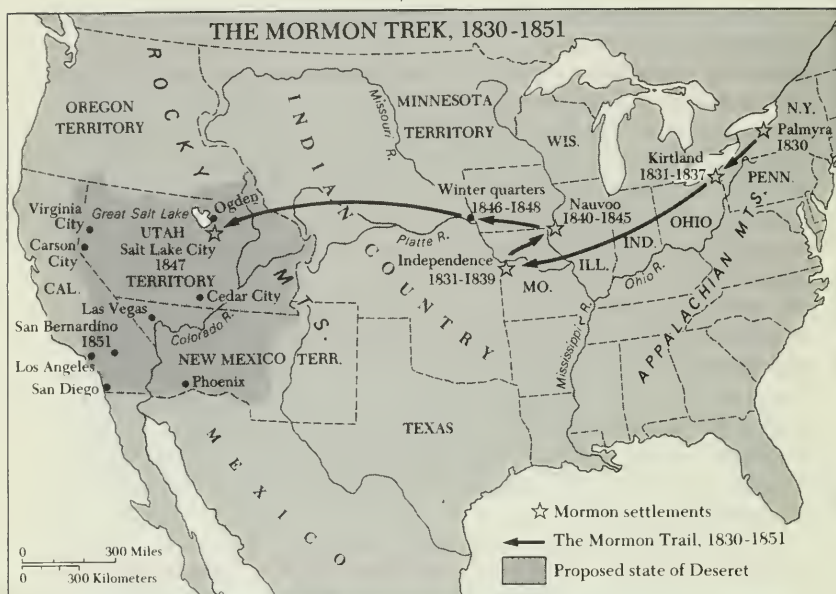 THE MORMON TREK, 1830-1851
ROCKY
MTS.
OREGON
TERRITORY
INDIAN
COUNTRY
Missouri R.
MINNESOTA
TERRITORY
WIS.
N.Y.
Palmyra
1830
Kirtland
1831-1837
PENN.
Winter quarters
1846-1848
Nauvoo
1840-1845
OHIO
IND.
ILL.
APPALACHIAN MTS.
Virginia
City
Great Salt Lake
Ogden
Carson
City
UTAH
Salt Lake City
1847
TERRITORY
Platte R.
Independence
1831-1839
MO.
Ohio R.
CAL.
Las Vegas
Cedar City
San Bernardino
1851
Colorado R.
Mississippi R.
Los Angeles
NEW MEXICO
TERR.
San Diego
Phoenix
TEXAS
MEXICO
Mormon settlements
The Mormon Trail, 1830-1851
Proposed state of Deseret
0 300 Miles
0 300 Kilometers